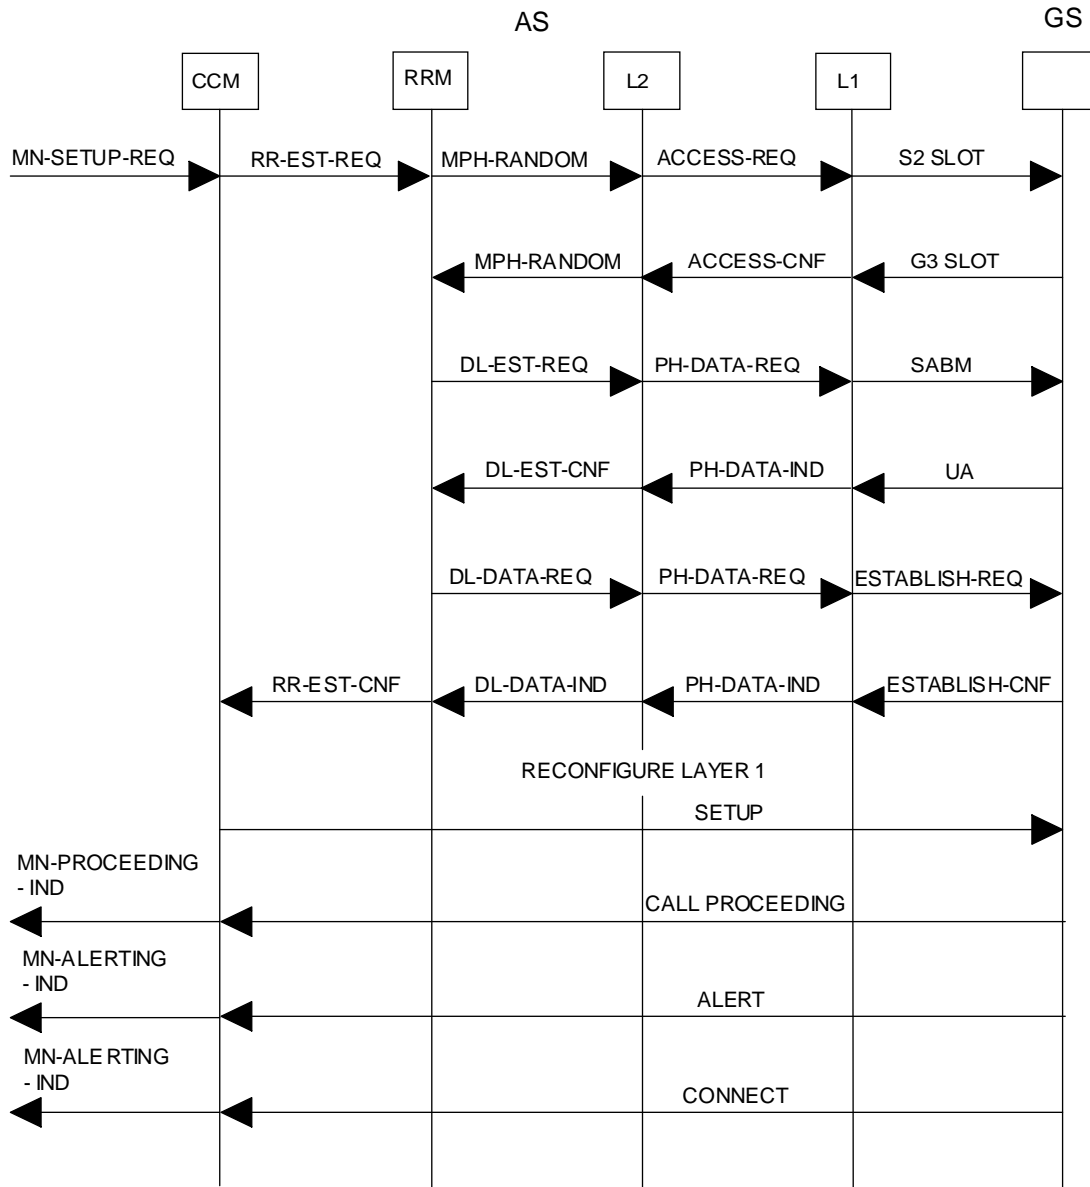 AS
GS
CCM
RRM
L2
L1
MN-SETUP-REQ
RR-EST-REQ
MPH-RANDOM
ACCESS-REQ
S2 SLOT
MPH-RANDOM
ACCESS-CNF
G3 SLOT
DL-EST-REQ
PH-DATA-REQ
SABM
DL-EST-CNF
PH-DATA-IND
UA
DL-DATA-REQ
PH-DATA-REQ
ESTABLISH-REQ
RR-EST-CNF
DL-DATA-IND
PH-DATA-IND
ESTABLISH-CNF
RECONFIGURE LAYER 1
SETUP
MN-PROCEEDING
- IND
CALL PROCEEDING
MN-ALERTING
- IND
ALERT
MN-ALERTING
- IND
CONNECT